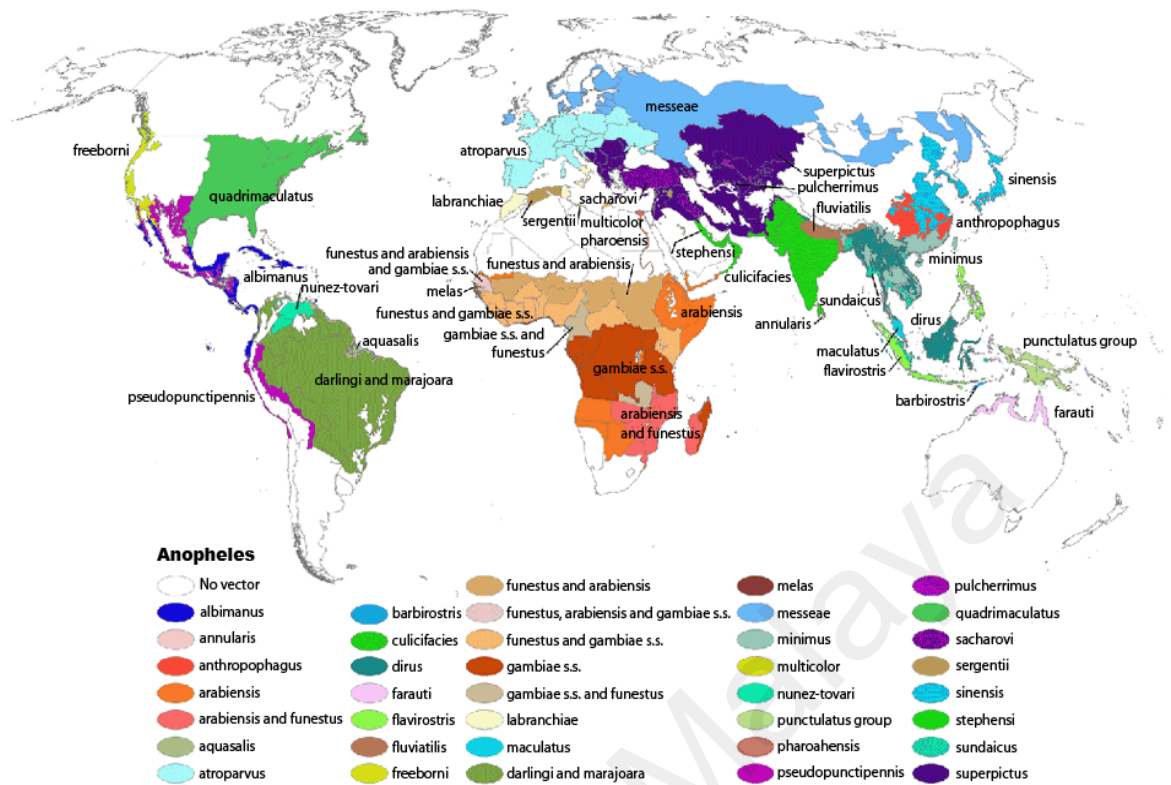 messeae
freeborni
atroparvus
superpictus
quadrimaculatus
pulcherrimus
sinensis
labranchiae
sacharovi
fluviatilis
sergentii
multicolor
anthropophagus
pharoensis
stephensi
minimus
funestus and arabiensis
and gambiae s.s.
funestus and arabiensis
albimanus
culicifacies
nunez-tovari
melas
sundaicus
funestus and gambiae s.s.
arabiensis
annularis
dirus
gambiae s.s. and
funestus
aquasalis
punctulatus group
maculatus
gambiae s.s.
flavirostris
darlingi and marajoara
pseudopunctipennis
barbirostris
farauti
arabiensis
and funestus
Malaya
Anopheles
No vector
albimanus
annularis
anthropophagus
arabiensis
arabiensis and funestus
aquasalis
atroparvus
barbirostris
culicifacies
dirus
farauti
flavirostris
fluviatilis
freeborni
funestus and arabiensis
funestus, arabiensis and gambiae s.s.
funestus and gambiae s.s.
gambiae s.s.
gambiae s.s. and funestus
labranchiae
maculatus
darlingi and marajoara
melas
messeae
minimus
multicolor
nunez-tovari
punctulatus group
pharoahensis
pseudopunctipennis
pulcherrimus
quadrimaculatus
sacharovi
sergentii
sinensis
stephensi
sundaicus
superpictus